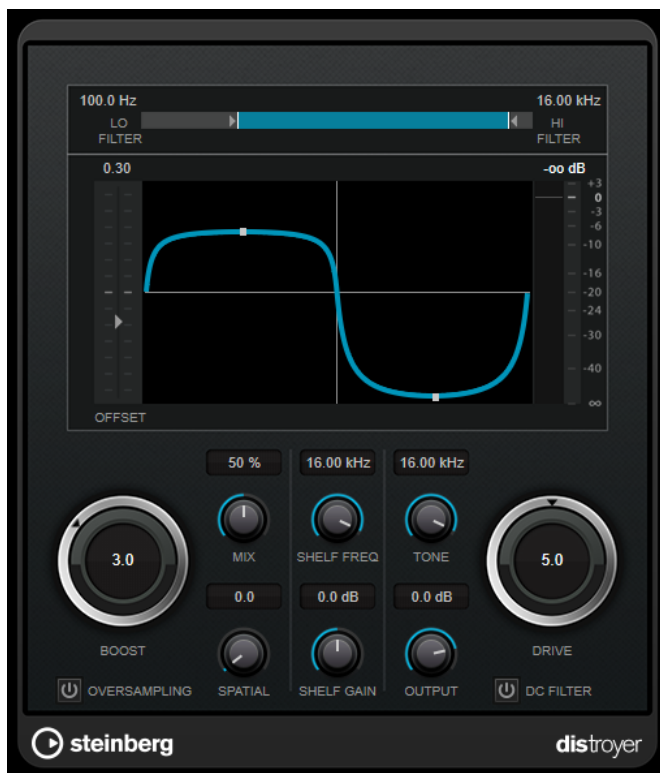 100.0 Hz 16.00 kHz
LO FILTER HI FILTER
0.30 -oo dB
+3
0
-3
-6
-10
-16
-20
-24
-30
-40
∞
OFFSET
50 % 16.00 kHz 16.00 kHz
3.0 MIX SHELF FREQ TONE 5.0
0.0 0.0 dB 0.0 dB
BOOST DRIVE
OVERSAMPLING SPATIAL SHELF GAIN OUTPUT DC FILTER
steinberg distroyer